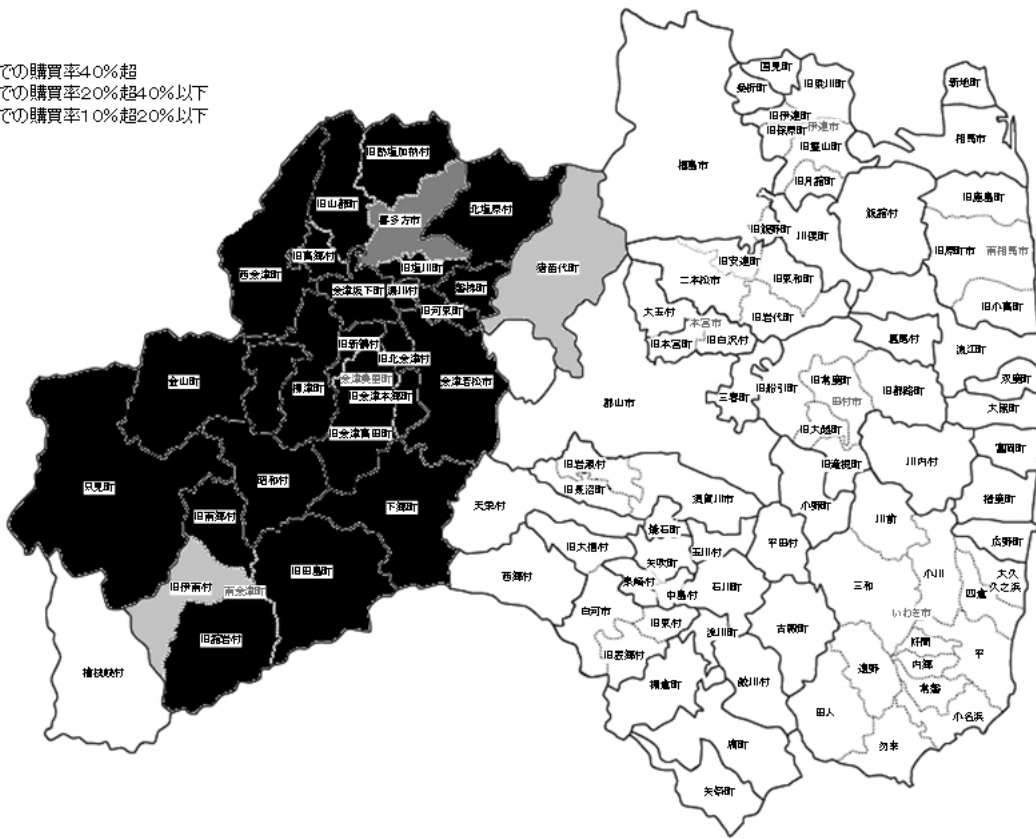 での購買率40%超
での購買率20%超40%以下
での購買率10%超20%以下
国見町
桑折町
旧梁川町
新地町
旧伊達町
旧保原町
伊達市
旧霊山町
相馬市
旧熱塩加納村
福島市
旧月舘町
旧山都町
喜多方市
北塩原村
飯舘村
旧鹿島町
旧飯野町
川俣町
旧高郷村
旧塩川町
西会津町
猪苗代町
旧安達町
旧原町市
南相馬市
会津坂下町
湯川村
磐梯町
二本松市
旧東和町
旧河東町
大玉村
本宮市
旧岩代町
旧小高町
旧新鶴村
旧北会津村
旧本宮町
旧白沢村
葛尾村
浪江町
金山町
柳津町
会津美里町
会津若松市
旧会津本郷町
郡山市
三春町
旧船引町
旧常葉町
田村市
旧都路町
双葉町
大熊町
旧会津高田町
旧大越町
旧滝根町
川内村
富岡町
只見町
昭和村
旧岩瀬村
旧長沼町
須賀川市
天栄村
下郷町
小野町
楢葉町
旧南郷村
鏡石町
川前
旧大信村
矢吹町
玉川村
平田村
広野町
旧伊南村
南会津町
旧田島町
西郷村
泉崎村
中島村
石川町
三和
小川
大久
久之浜
四倉
白河市
旧東村
いわき市
旧舘岩村
浅川町
古殿町
好間
平
檜枝岐村
旧表郷村
棚倉町
鮫川村
遠野
内郷
常磐
田人
小名浜
塙町
勿来
矢祭町